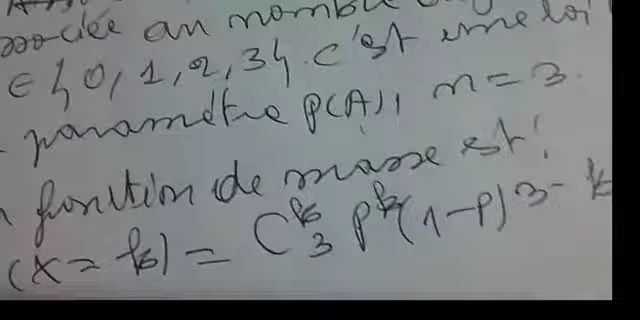 associée au nombre
∈ {0, 1, 2, 3}. c'est une loi
paramètre P(A), n = 3.
fonction de masse est :
(X = k) = C₃ᵏ Pᵏ(1-P)³⁻ᵏ